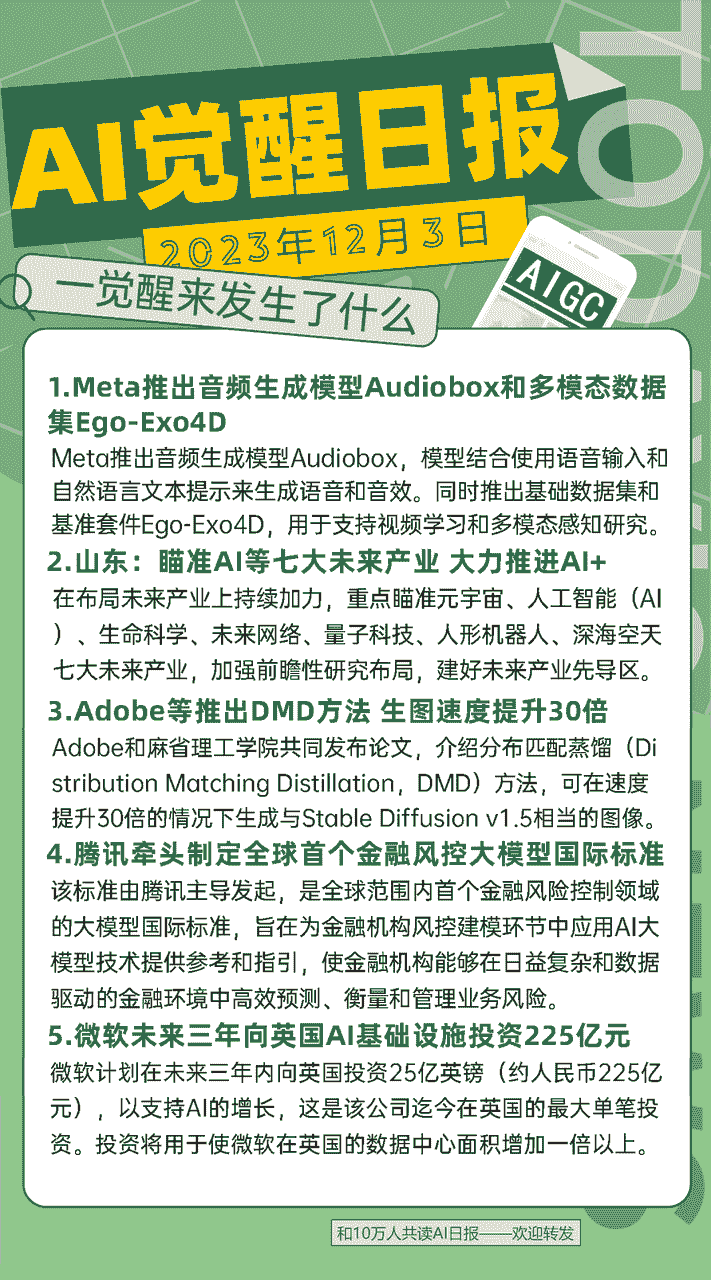 AI觉醒日报
2023年12月3日
一觉醒来发生了什么
AIGC
1.Meta推出音频生成模型Audiobox和多模态数据
集Ego-Exo4D
Meta推出音频生成模型Audiobox，模型结合使用语音输入和
自然语言文本提示来生成语音和音效。同时推出基础数据集和
基准套件Ego-Exo4D，用于支持视频学习和多模态感知研究。
2.山东：瞄准AI等七大未来产业 大力推进AI+
在布局未来产业上持续加力，重点瞄准元宇宙、人工智能（AI
）、生命科学、未来网络、量子科技、人形机器人、深海空天
七大未来产业，加强前瞻性研究布局，建好未来产业先导区。
3.Adobe等推出DMD方法 生图速度提升30倍
Adobe和麻省理工学院共同发布论文，介绍分布匹配蒸馏（Di
stribution Matching Distillation，DMD）方法，可在速度
提升30倍的情况下生成与Stable Diffusion v1.5相当的图像。
4.腾讯牵头制定全球首个金融风控大模型国际标准
该标准由腾讯主导发起，是全球范围内首个金融风险控制领域
的大模型国际标准，旨在为金融机构风控建模环节中应用AI大
模型技术提供参考和指引，使金融机构能够在日益复杂和数据
驱动的金融环境中高效预测、衡量和管理业务风险。
5.微软未来三年向英国AI基础设施投资225亿元
微软计划在未来三年内向英国投资25亿英镑（约人民币225亿
元），以支持AI的增长，这是该公司迄今在英国的最大单笔投
资。投资将用于使微软在英国的数据中心面积增加一倍以上。
和10万人共读AI日报——欢迎转发